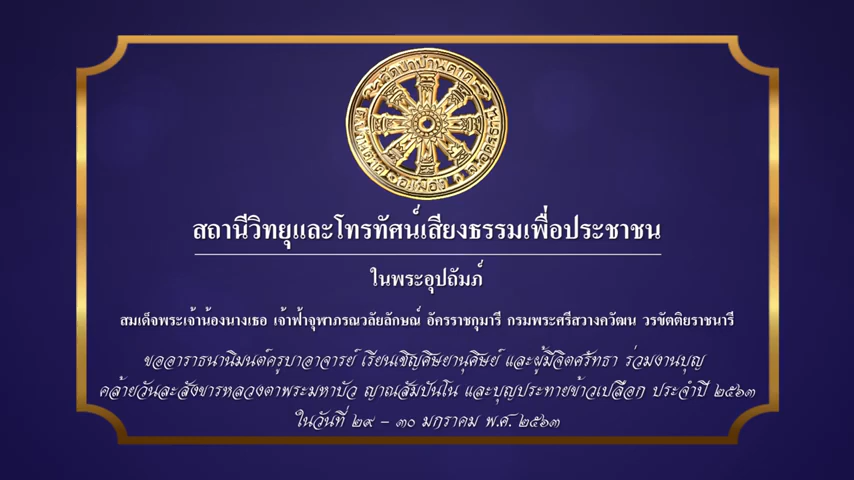 วัดป่าบ้านตาด
สถานีวิทยุและโทรทัศน์เสียงธรรมเพื่อประชาชน
ในพระอุปถัมภ์
สมเด็จพระเจ้าน้องนางเธอ เจ้าฟ้าจุฬาภรณวลัยลักษณ์ อัครราชกุมารี กรมพระศรีสวางควัฒน วรขัตติยราชนารี
ขออาราธนานิมนต์ครูบาอาจารย์ เรียนเชิญศิษยานุศิษย์ และผู้มีจิตศรัทธา ร่วมงานบุญ
คล้ายวันละสังขารหลวงตาพระมหาบัว ญาณสัมปันโน และบุญประทายข้าวเปลือก ประจำปี ๒๕๖๓
ในวันที่ ๒๙ - ๓๐ มกราคม พ.ศ. ๒๕๖๓